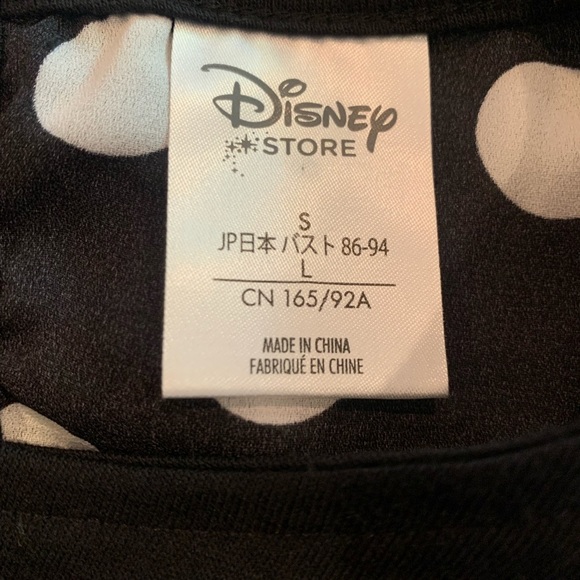 Disney
STORE
S
JP日本 バスト 86-94
L
CN 165/92A
MADE IN CHINA
FABRIQUÉ EN CHINE